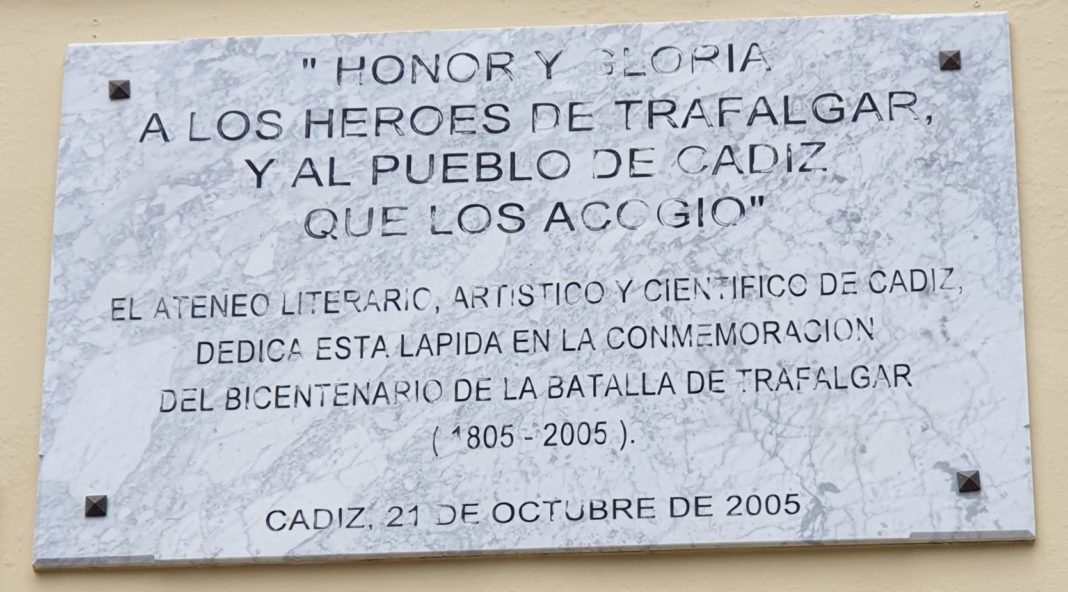 " HONOR Y GLORIA
A LOS HEROES DE TRAFALGAR,
Y AL PUEBLO DE CADIZ.
QUE LOS ACOGIO"
EL ATENEO LITERARIO, ARTISTICO Y CIENTIFICO DE CADIZ,
DEDICA ESTA LAPIDA EN LA CONMEMORACION
DEL BICENTENARIO DE LA BATALLA DE TRAFALGAR
( 1805 - 2005 ).
CADIZ, 21 DE OCTUBRE DE 2005